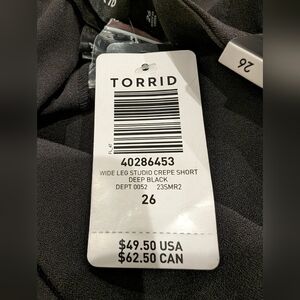 TORRID
40286453
WIDE LEG STUDIO CREPE SHORT
DEEP BLACK
DEPT 0052 23SMR2
26
$49.50 USA
$62.50 CAN
26